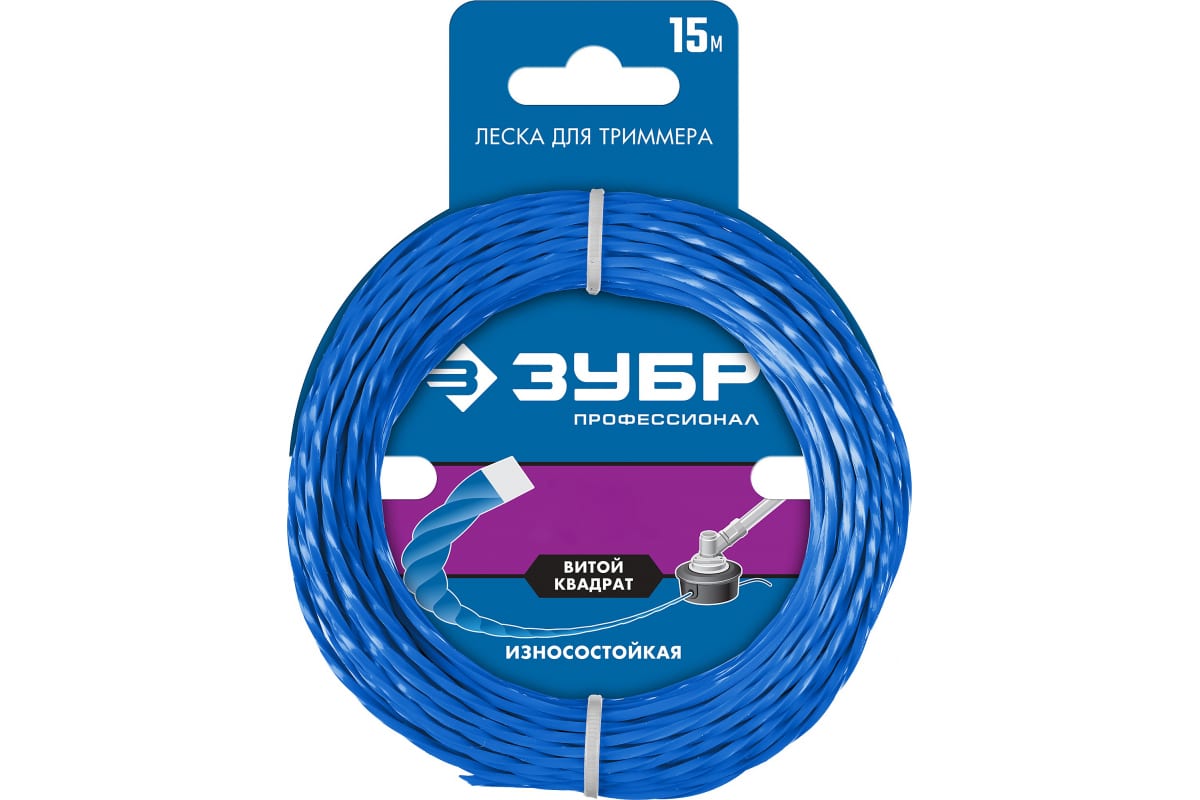 15м
ЛЕСКА ДЛЯ ТРИММЕРА
ЗУБР
ПРОФЕССИОНАЛ
ВИТОЙ
КВАДРАТ
ИЗНОСОСТОЙКАЯ